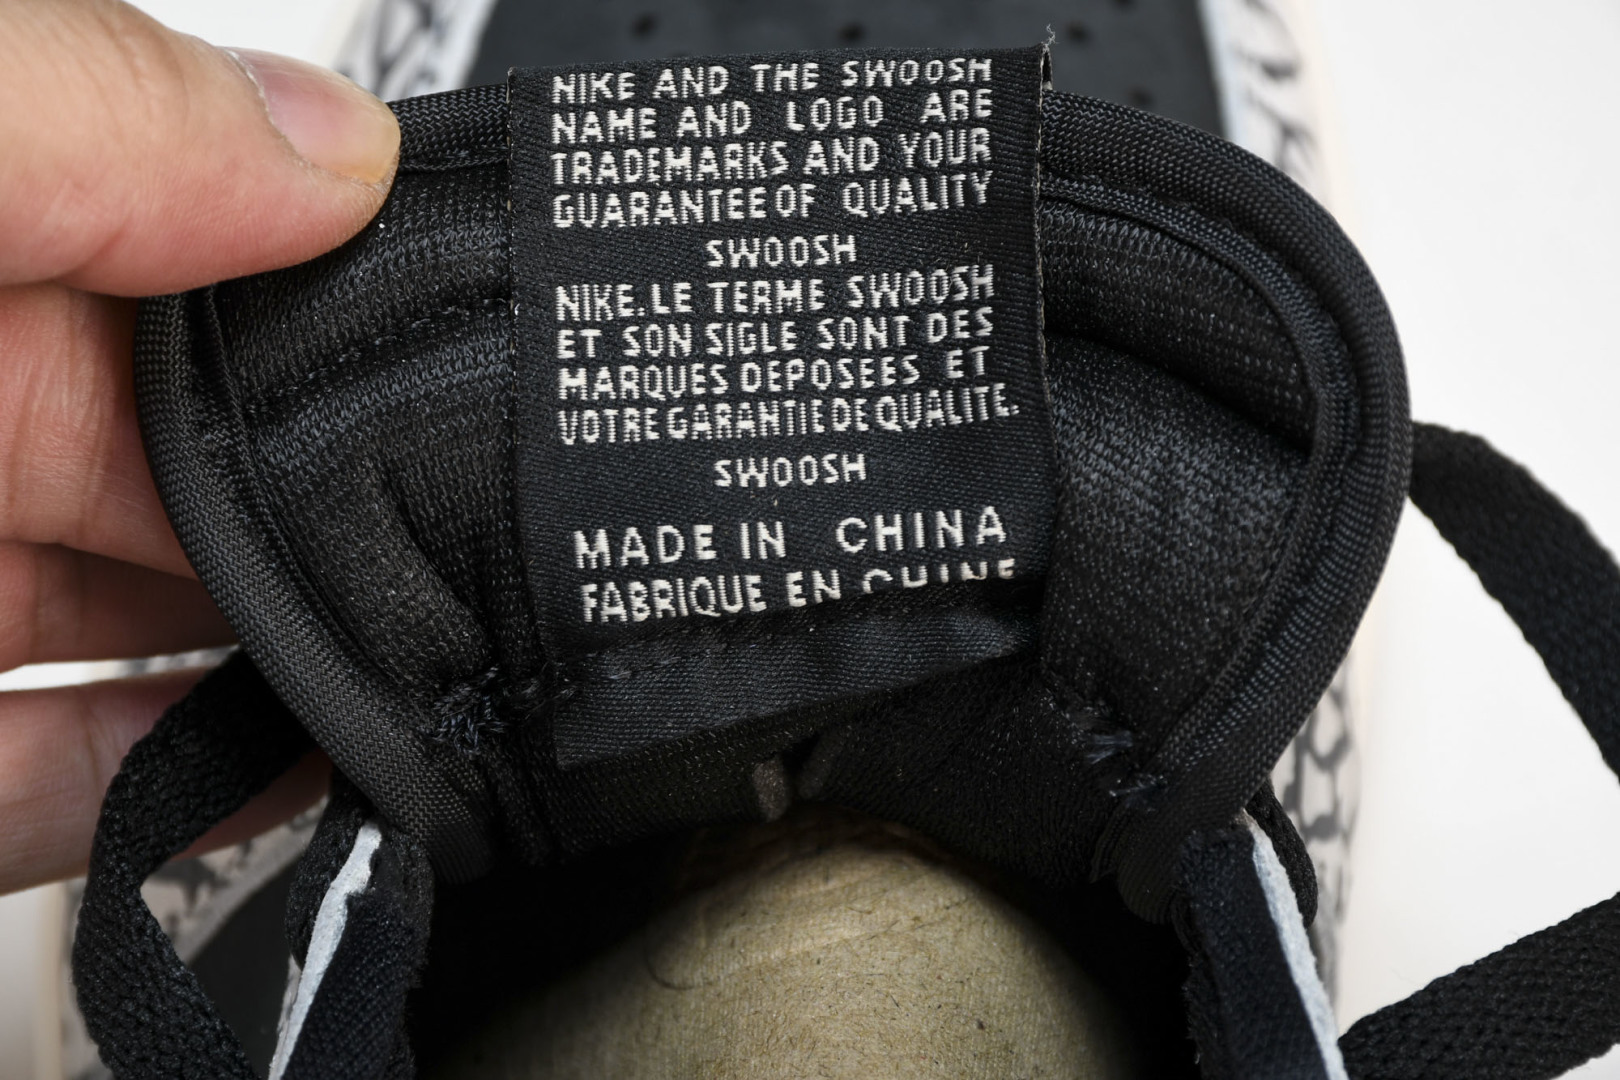 NIKE AND THE SWOOSH
NAME AND LOGO ARE
TRADEMARKS AND YOUR
GUARANTEE OF QUALITY
SWOOSH
NIKE.LE TERME SWOOSH
ET SON SIGLE SONT DES
MARQUES DEPOSEES ET
VOTRE GARANTIE DE QUALITE.
SWOOSH
MADE IN CHINA
FABRIQUE EN CHINE